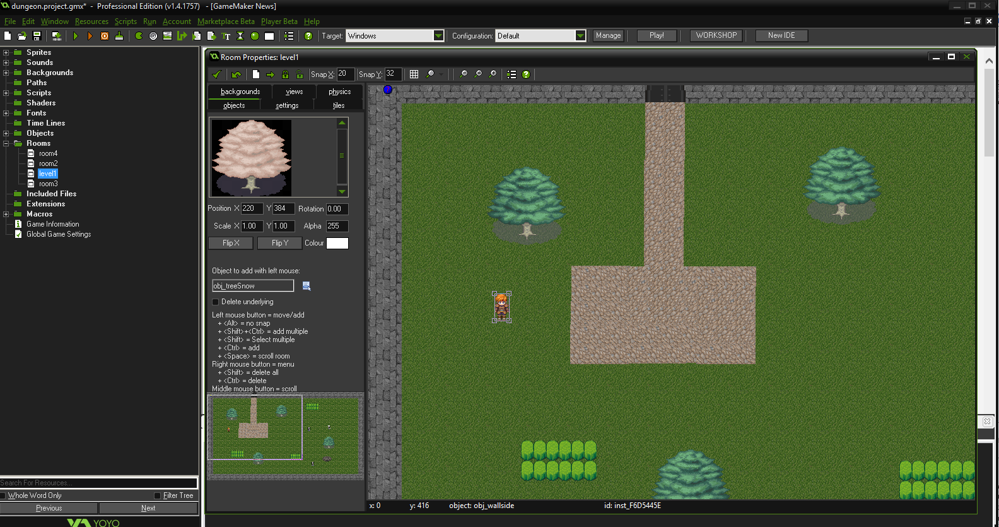 dungeon.project.gmx* - Professional Edition (v1.4.1757) - [GameMaker News]
File Edit Window Resources Scripts Run Account Marketplace Beta Player Beta Help
Target: Windows Configuration: Default Manage Play! WORKSHOP New IDE
Sprites
Sounds
Backgrounds
Paths
Scripts
Shaders
Fonts
Time Lines
Objects
Rooms
room4
room2
level1
room3
Included Files
Extensions
Macros
Game Information
Global Game Settings
Search For Resources...
Whole Word Only Filter Tree
Previous Next
YOYO
Room Properties: level1
Snap X: 20 Snap Y: 32
backgrounds views physics
objects settings tiles
Position X 220 Y 384 Rotation 0.00
Scale X 1.00 Y 1.00 Alpha 255
Flip X Flip Y Colour
Object to add with left mouse:
obj_treeSnow
Delete underlying
Left mouse button = move/add
+ <Alt> = no snap
+ <Shift>+<Ctrl> = add multiple
+ <Shift> = Select multiple
+ <Ctrl> = add
+ <Space> = scroll room
Right mouse button = menu
+ <Shift> = delete all
+ <Ctrl> = delete
Middle mouse button = scroll
x: 0 y: 416 object: obj_wallside id: inst_F6D5445E